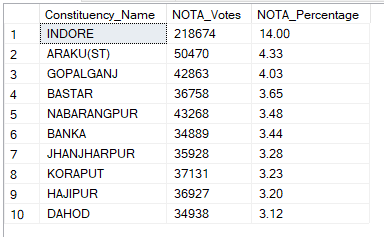 Constituency_Name NOTA_Votes NOTA_Percentage
1 INDORE 218674 14.00
2 ARAKU(ST) 50470 4.33
3 GOPALGANJ 42863 4.03
4 BASTAR 36758 3.65
5 NABARANGPUR 43268 3.48
6 BANKA 34889 3.44
7 JHANJHARPUR 35928 3.28
8 KORAPUT 37131 3.23
9 HAJIPUR 36927 3.20
10 DAHOD 34938 3.12